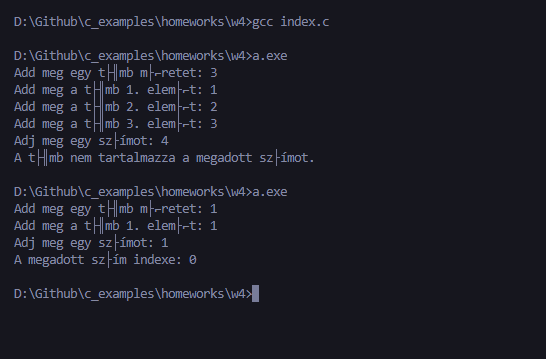 D:\Github\c_examples\homeworks\w4>gcc index.c
D:\Github\c_examples\homeworks\w4>a.exe
Add meg egy t├╢mb m├⌐retet: 3
Add meg a t├╢mb 1. elem├⌐t: 1
Add meg a t├╢mb 2. elem├⌐t: 2
Add meg a t├╢mb 3. elem├⌐t: 3
Adj meg egy sz├ímot: 4
A t├╢mb nem tartalmazza a megadott sz├ímot.
D:\Github\c_examples\homeworks\w4>a.exe
Add meg egy t├╢mb m├⌐retet: 1
Add meg a t├╢mb 1. elem├⌐t: 1
Adj meg egy sz├ímot: 1
A megadott sz├ím indexe: 0
D:\Github\c_examples\homeworks\w4>